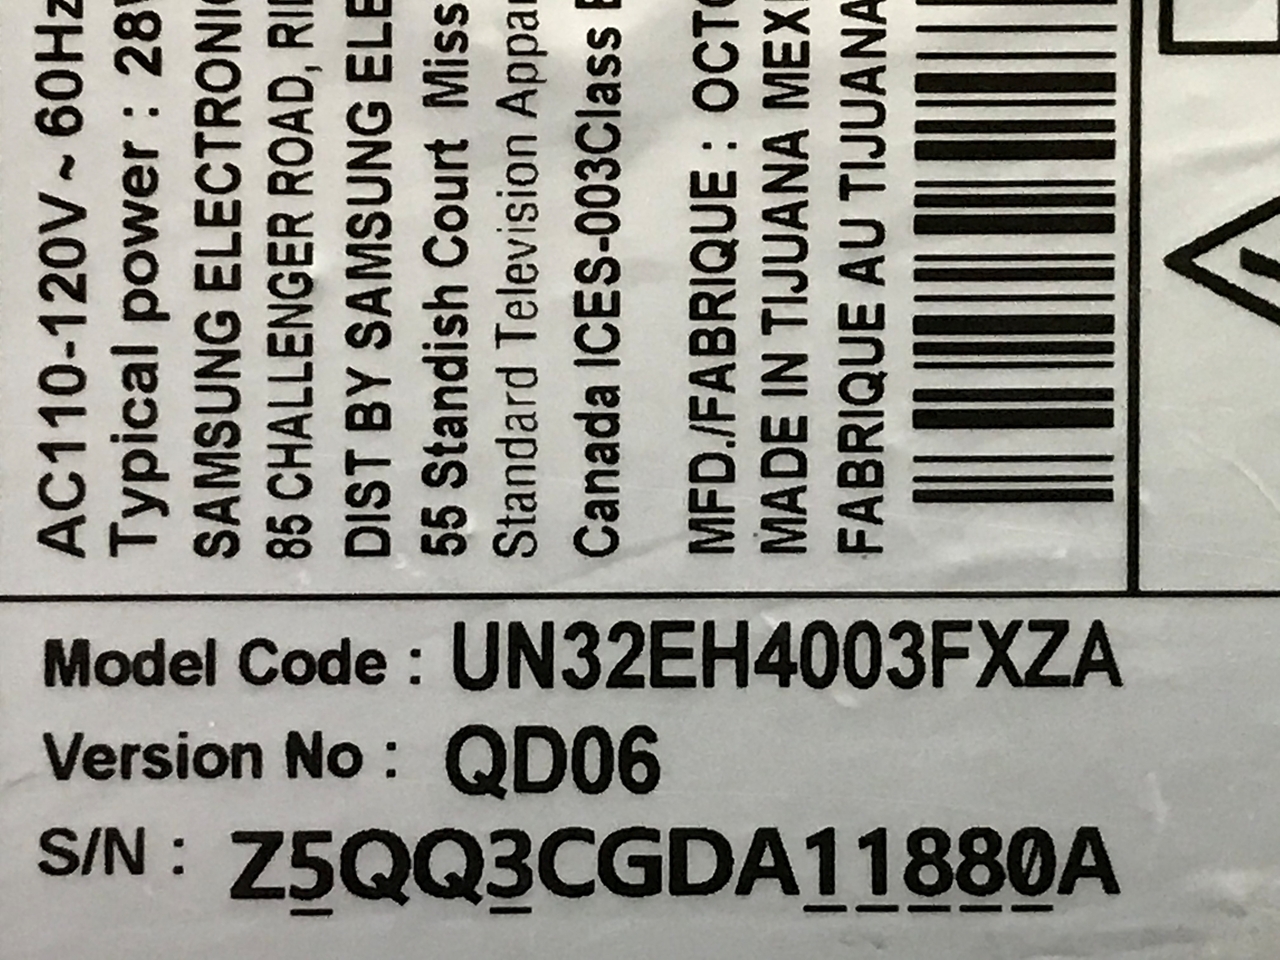 AC110-120V ~ 60Hz
Typical power : 28
SAMSUNG ELECTRONI
85 CHALLENGER ROAD, RI
DIST BY SAMSUNG ELE
55 Standish Court Miss
Standard Television Appa
Canada ICES-003Class
MFD./FABRIQUE : OCT
MADE IN TIJUANA MEX
FABRIQUE AU TIJUANA
Model Code : UN32EH4003FXZA
Version No : QD06
S/N : Z5QQ3CGDA11880A